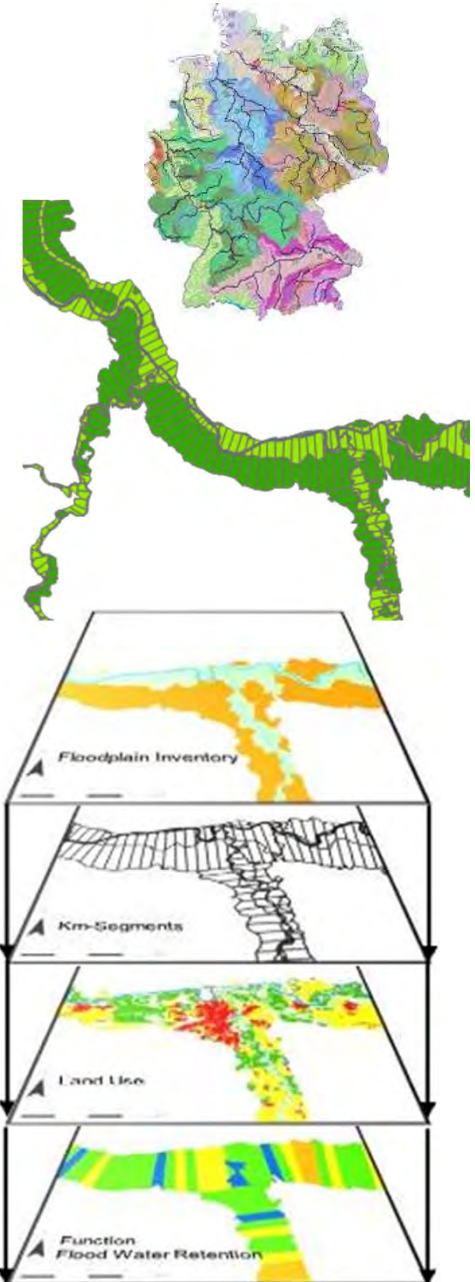 Floodplain Inventory
Km-Segments
Land Use
Function
Flood Water Retention